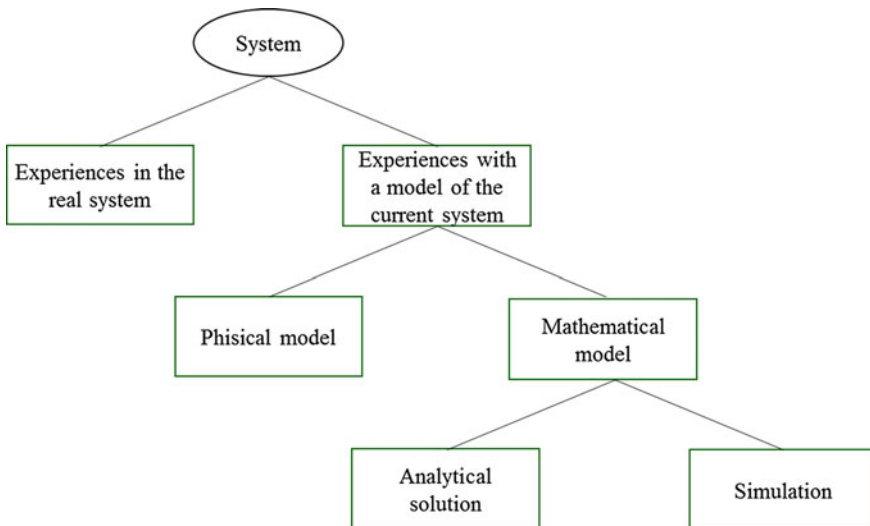 System
Experiences in the
real system
Experiences with
a model of the
current system
Phisical model
Mathematical
model
Analytical
solution
Simulation